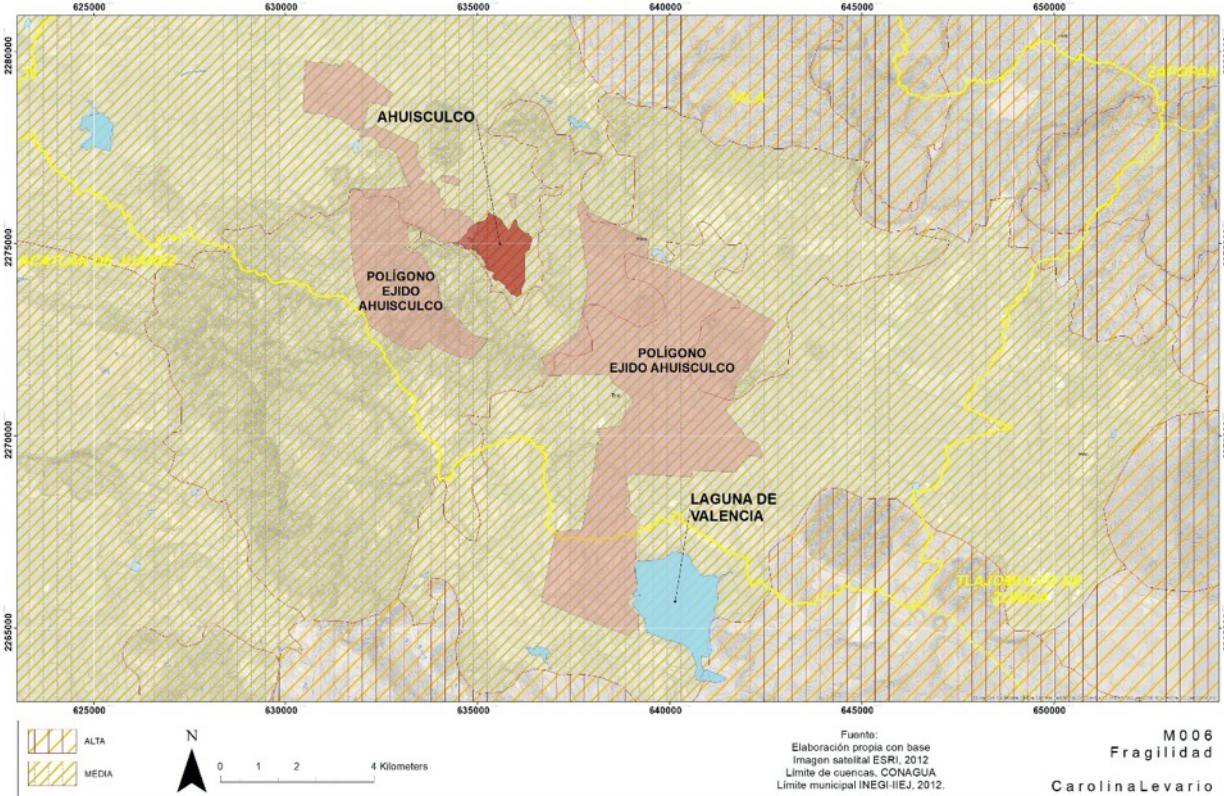 625000 630000 635000 640000 645000 650000
2280000
2275000
2270000
2265000
ZAPOPAN
TALA
AHUISCULCO
ACATLAN DE JUAREZ
POLÍGONO
EJIDO
AHUISCULCO
POLÍGONO
EJIDO AHUISCULCO
LAGUNA DE
VALENCIA
TLAJOMULCO DE
ZUÑIGA
625000 630000 635000 640000 645000 650000
ALTA
MEDIA
N
0 1 2 4 Kilometers
Fuente:
Elaboración propia con base
Imagen satelital ESRI, 2012
Límite de cuencas, CONAGUA
Límite municipal INEGI-IIEJ, 2012.
M006
Fragilidad
CarolinaLevario